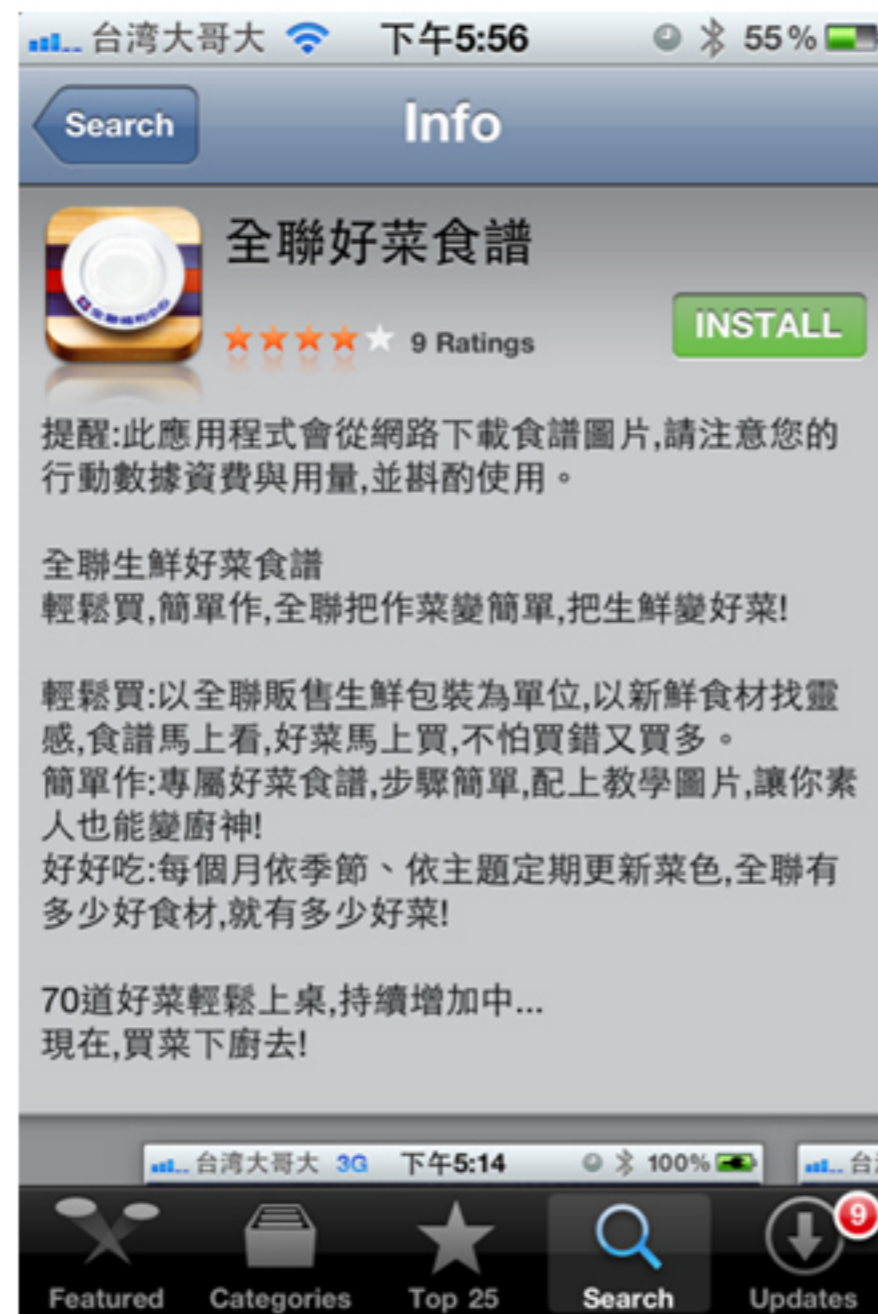 台湾大哥大 下午5:56 55%
Search Info
全聯好菜食譜
全聯福利中心
9 Ratings INSTALL
提醒:此應用程式會從網路下載食譜圖片,請注意您的
行動數據資費與用量,並斟酌使用。
全聯生鮮好菜食譜
輕鬆買,簡單作,全聯把作菜變簡單,把生鮮變好菜!
輕鬆買:以全聯販售生鮮包裝為單位,以新鮮食材找靈
感,食譜馬上看,好菜馬上買,不怕買錯又買多。
簡單作:專屬好菜食譜,步驟簡單,配上教學圖片,讓你素
人也能變廚神!
好好吃:每個月依季節、依主題定期更新菜色,全聯有
多少好食材,就有多少好菜!
70道好菜輕鬆上桌,持續增加中...
現在,買菜下廚去!
台湾大哥大 3G 下午5:14 100% 台
9
Featured Categories Top 25 Search Updates